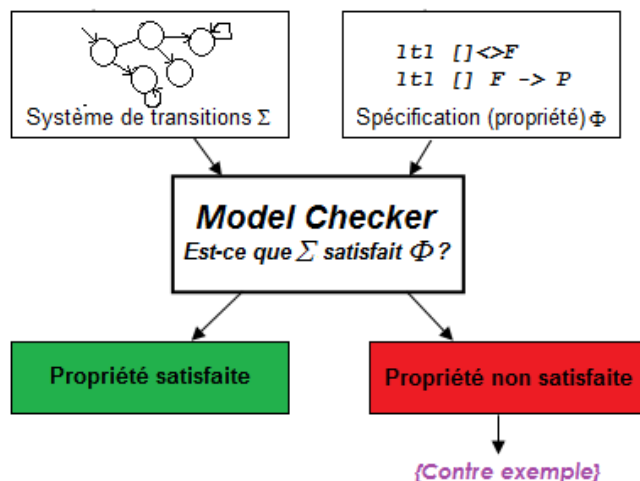 ltl []<>F
ltl [] F -> P
Système de transitions Σ
Spécification (propriété) Φ
Model Checker
Est-ce que Σ satisfait Φ ?
Propriété satisfaite
Propriété non satisfaite
{Contre exemple}